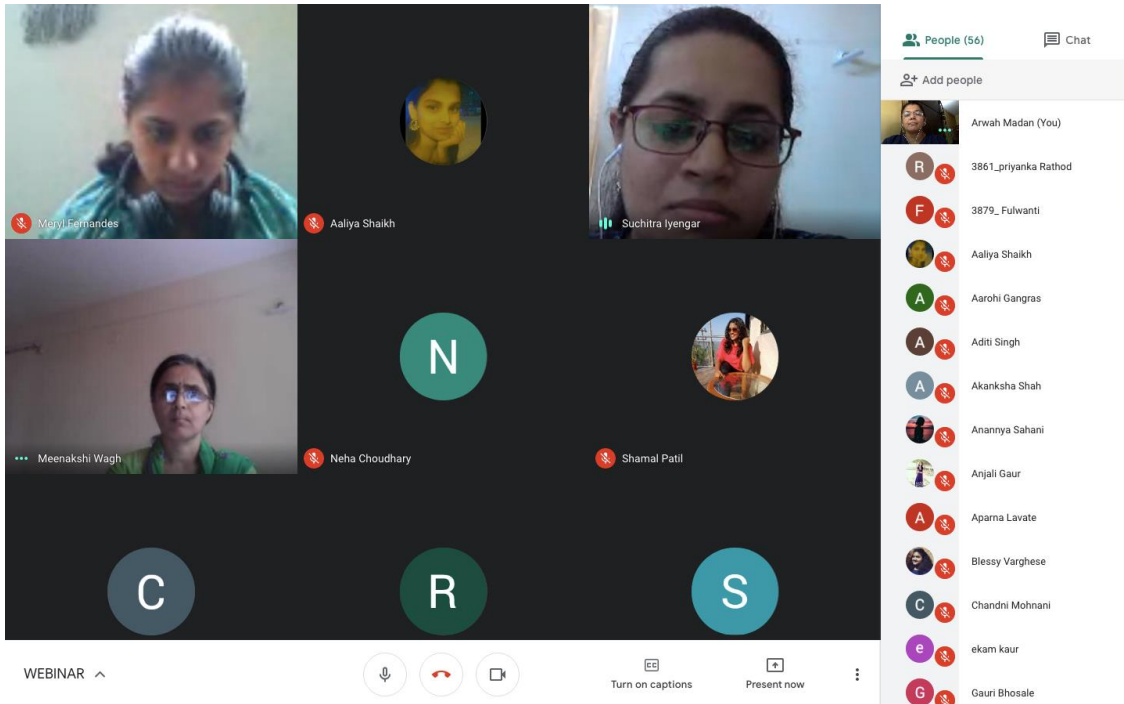 Meryl Fernandes
Aaliya Shaikh
Suchitra Iyengar
Meenakshi Wagh
N
Neha Choudhary
Shamal Patil
C
R
S
WEBINAR
CC
Turn on captions
Present now
People (56)
Chat
Add people
Arwah Madan (You)
R
3861_priyanka Rathod
F
3879_ Fulwanti
Aaliya Shaikh
A
Aarohi Gangras
A
Aditi Singh
A
Akanksha Shah
Anannya Sahani
Anjali Gaur
A
Aparna Lavate
Blessy Varghese
C
Chandni Mohnani
e
ekam kaur
G
Gauri Bhosale